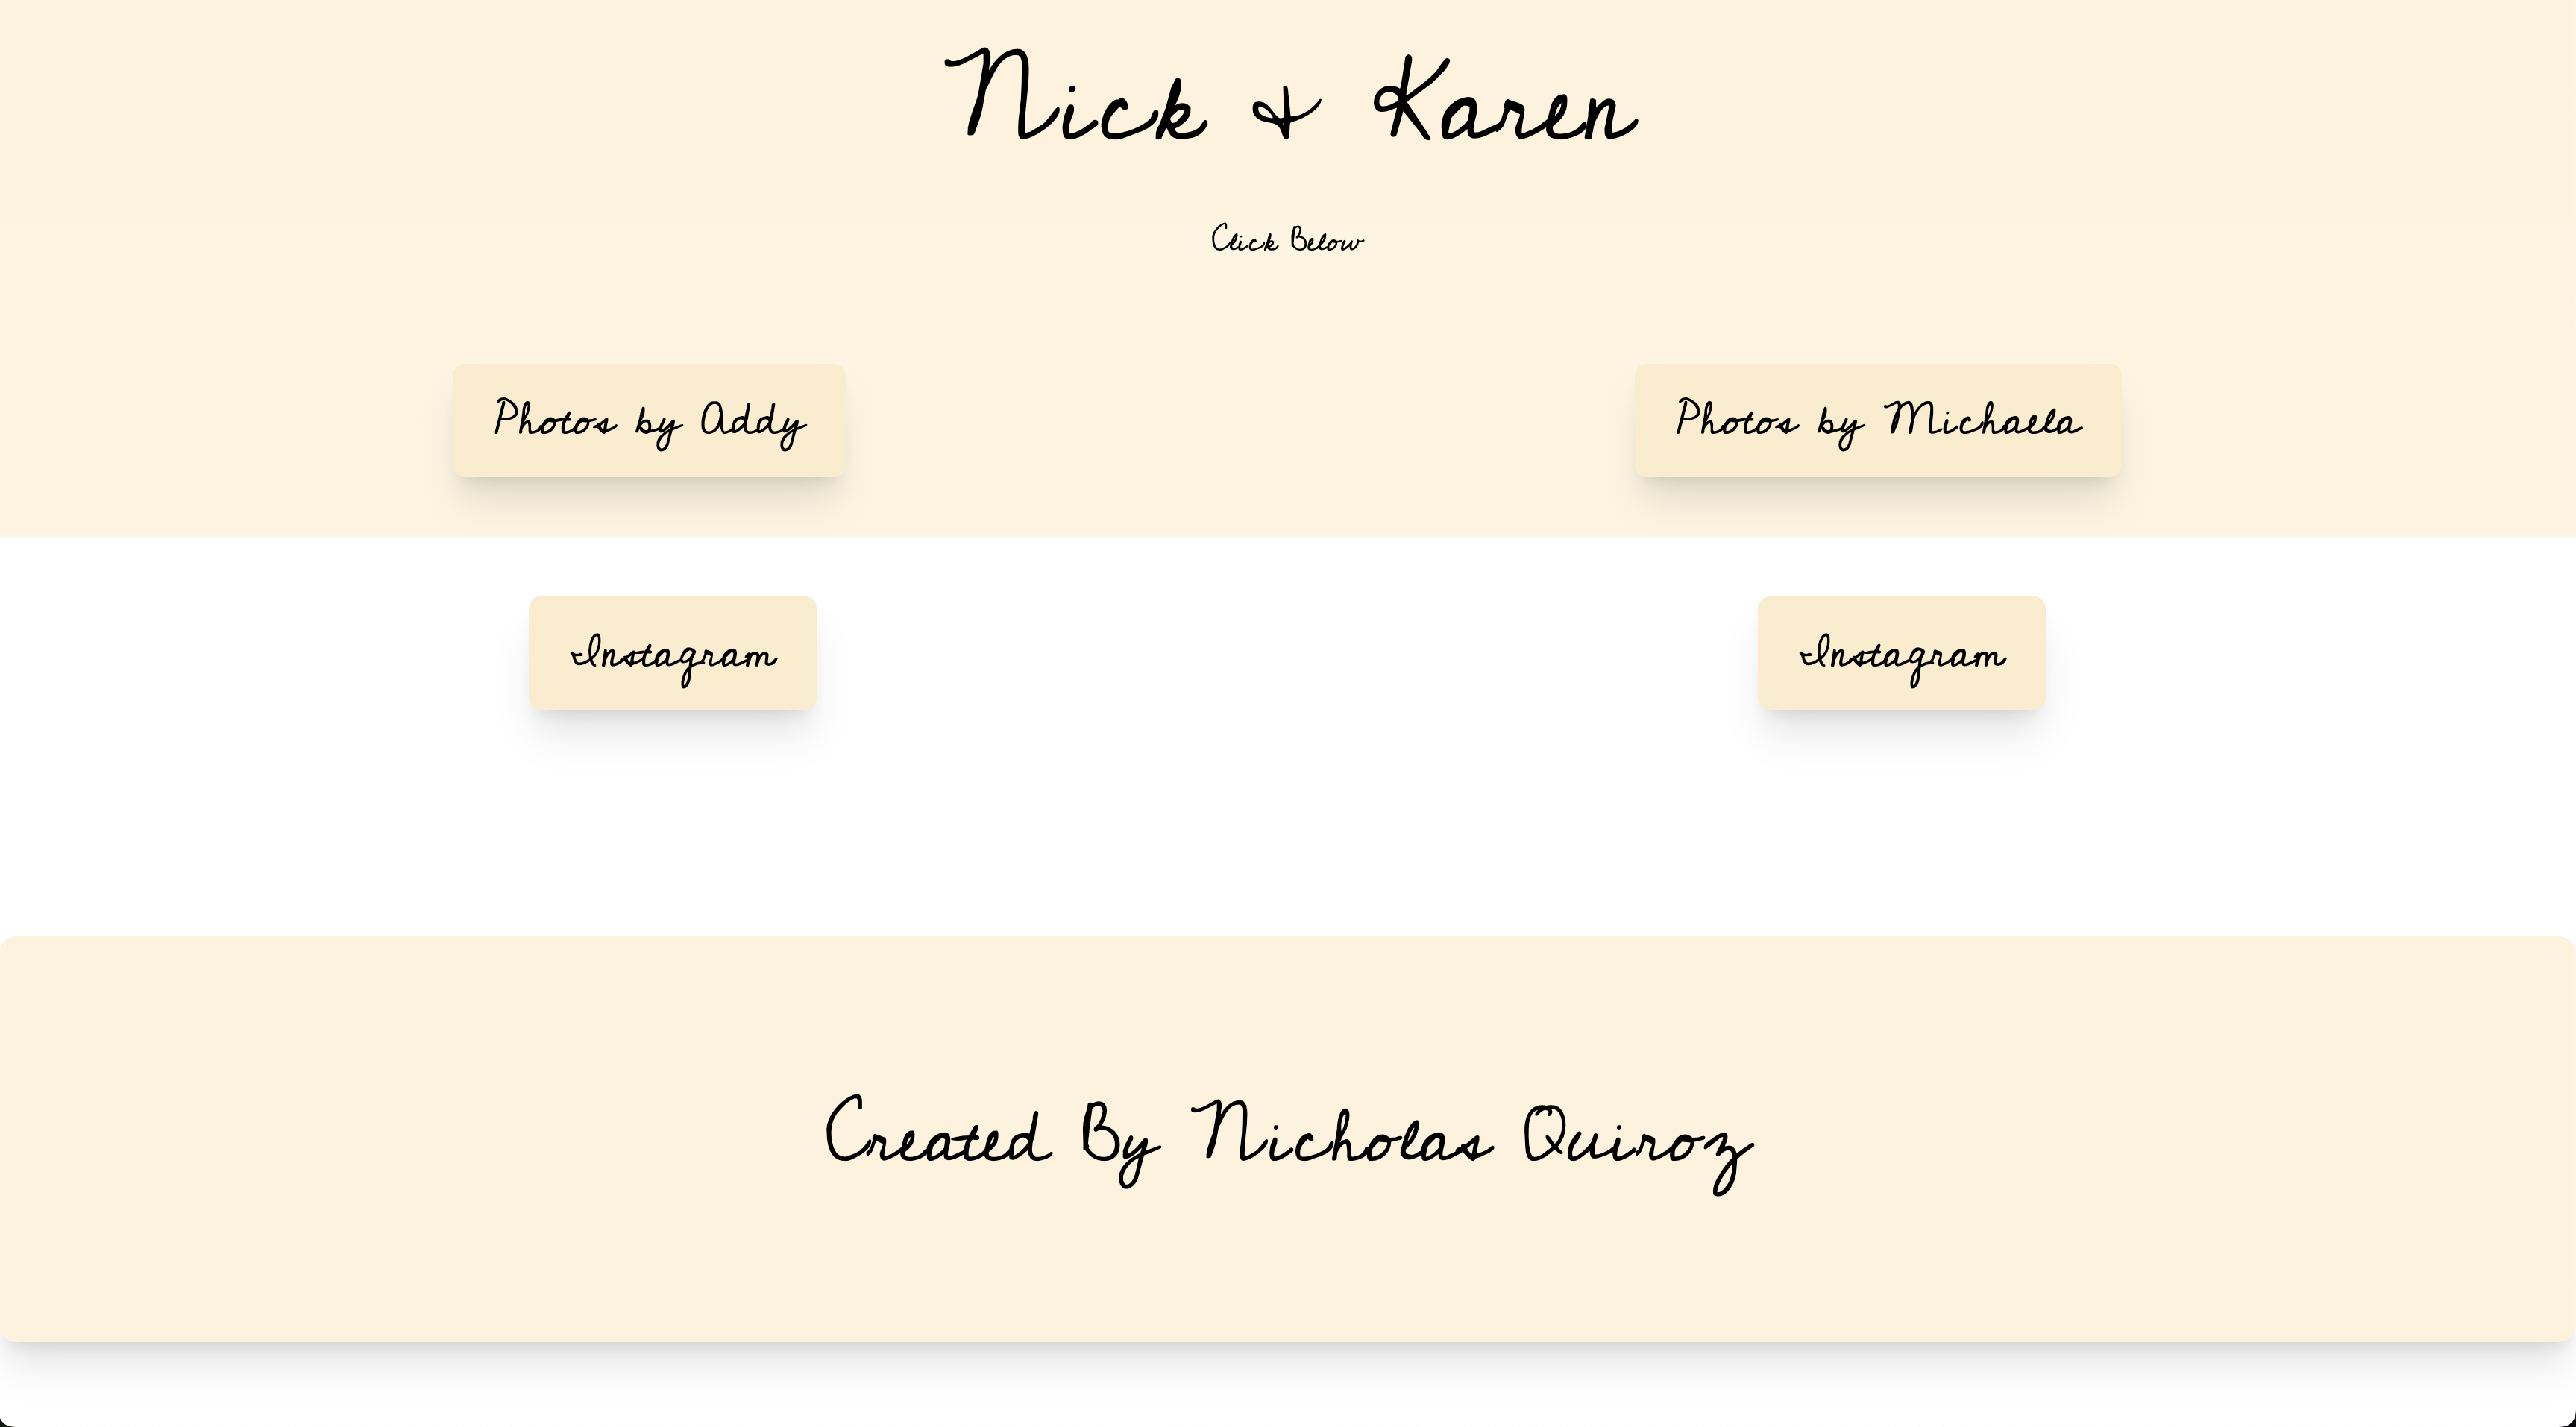 Nick & Karen
Click Below
Photos by Addy
Photos by Michaela
Instagram
Instagram
Created By Nicholas Quiroz